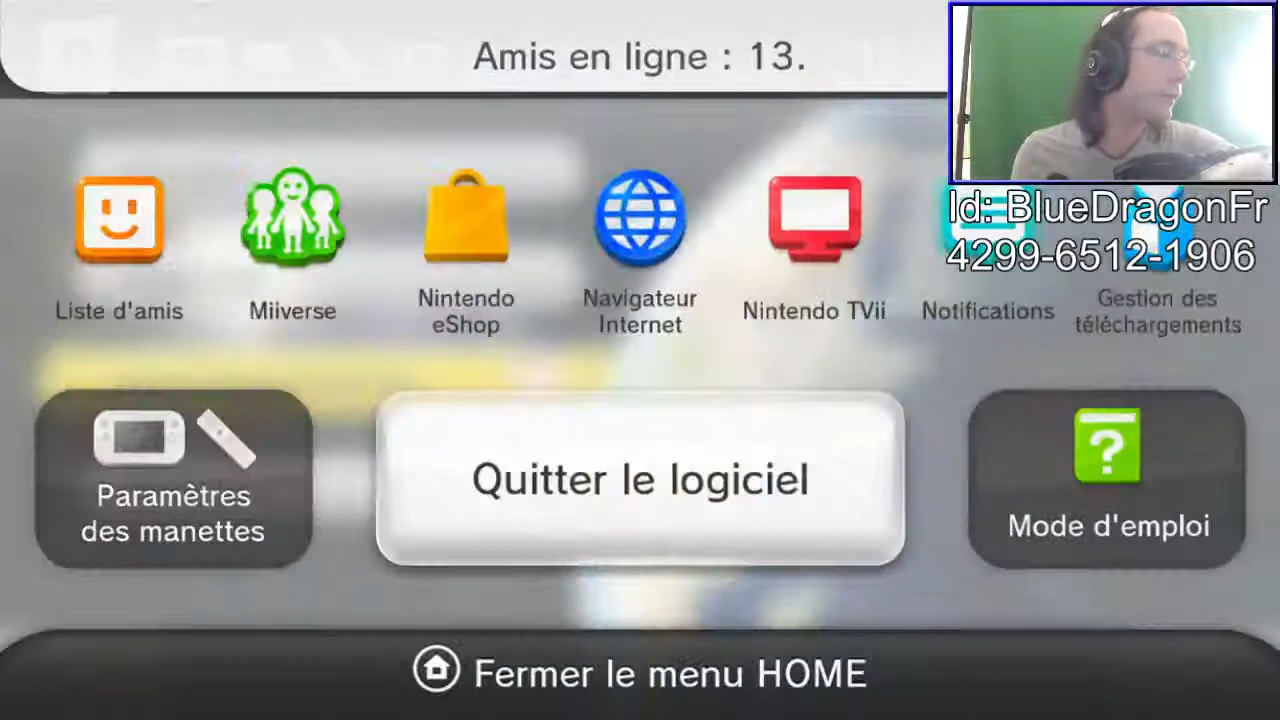 Amis en ligne : 13.
Id: BlueDragonFr
4299-6512-1906
Liste d'amis
Miiverse
Nintendo
eShop
Navigateur
Internet
Nintendo TVii
Notifications
Gestion des
téléchargements
Paramètres
des manettes
Quitter le logiciel
?
Mode d'emploi
Fermer le menu HOME